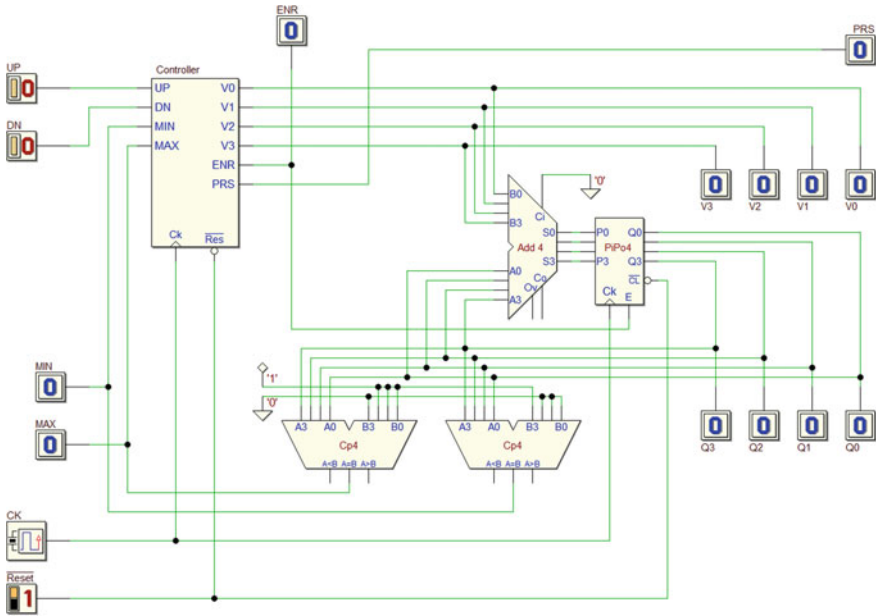 ENR
0
PRS
0
UP
0
DN
0
Controller
UP V0
DN V1
MIN V2
MAX V3
ENR
PRS
Ck R̅e̅s̅
'0'
0 0 0 0
V3 V2 V1 V0
B0
B3
Ci
Add 4
S0
S3
A0
A3
Co
Ov
P0 Q0
PiPo4
P3 Q3
C̅L̅
Ck
E
MIN
0
MAX
0
'1'
'0'
A3 A0 B3 B0
Cp4
A<B A=B A>B
A3 A0 B3 B0
Cp4
A<B A=B A>B
0 0 0 0
Q3 Q2 Q1 Q0
CK
R̅e̅s̅e̅t̅
1